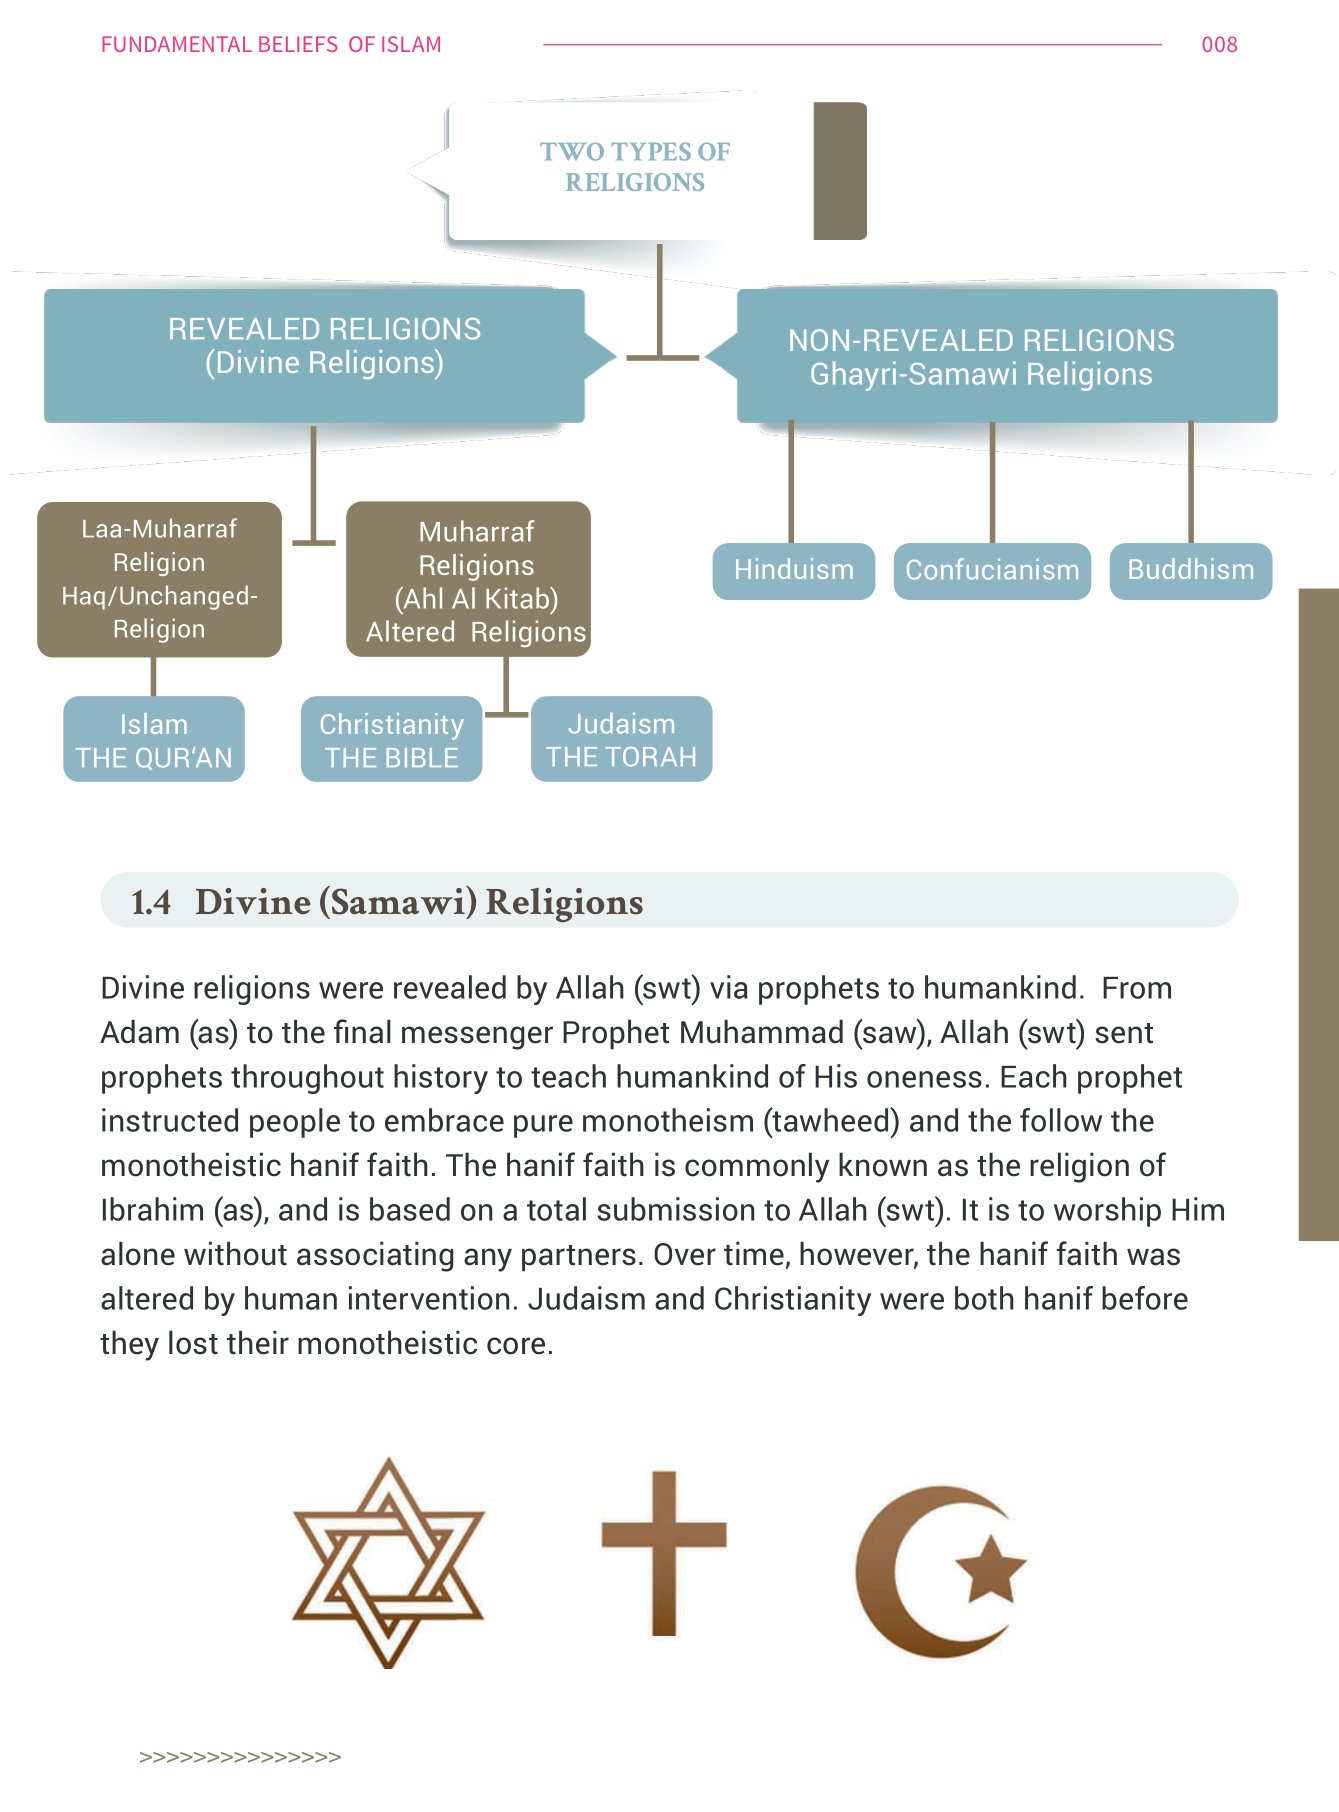 FUNDAMENTAL BELIEFS  OF ISLAM
008
TWO TYPES OF
RELIGIONS
REVEALED RELIGIONS
(Divine Religions)
NON-REVEALED RELIGIONS
Ghayri-Samawi Religions
Laa-Muharraf
Religion
Haq/Unchanged-
Religion
Muharraf
Religions
(Ahl Al Kitab)
Altered  Religions
Hinduism
Confucianism
Buddhism
Islam
THE QUR‘AN
Christianity
THE BIBLE
Judaism
THE TORAH
1.4   Divine (Samawi) Religions
Divine religions were revealed by Allah (swt) via prophets to humankind.  From
Adam (as) to the final messenger Prophet Muhammad (saw), Allah (swt) sent
prophets throughout history to teach humankind of His oneness. Each prophet
instructed people to embrace pure monotheism (tawheed) and the follow the
monotheistic hanif faith. The hanif faith is commonly known as the religion of
Ibrahim (as), and is based on a total submission to Allah (swt). It is to worship Him
alone without associating any partners. Over time, however, the hanif faith was
altered by human intervention. Judaism and Christianity were both hanif before
they lost their monotheistic core.
>>>>>>>>>>>>>>>